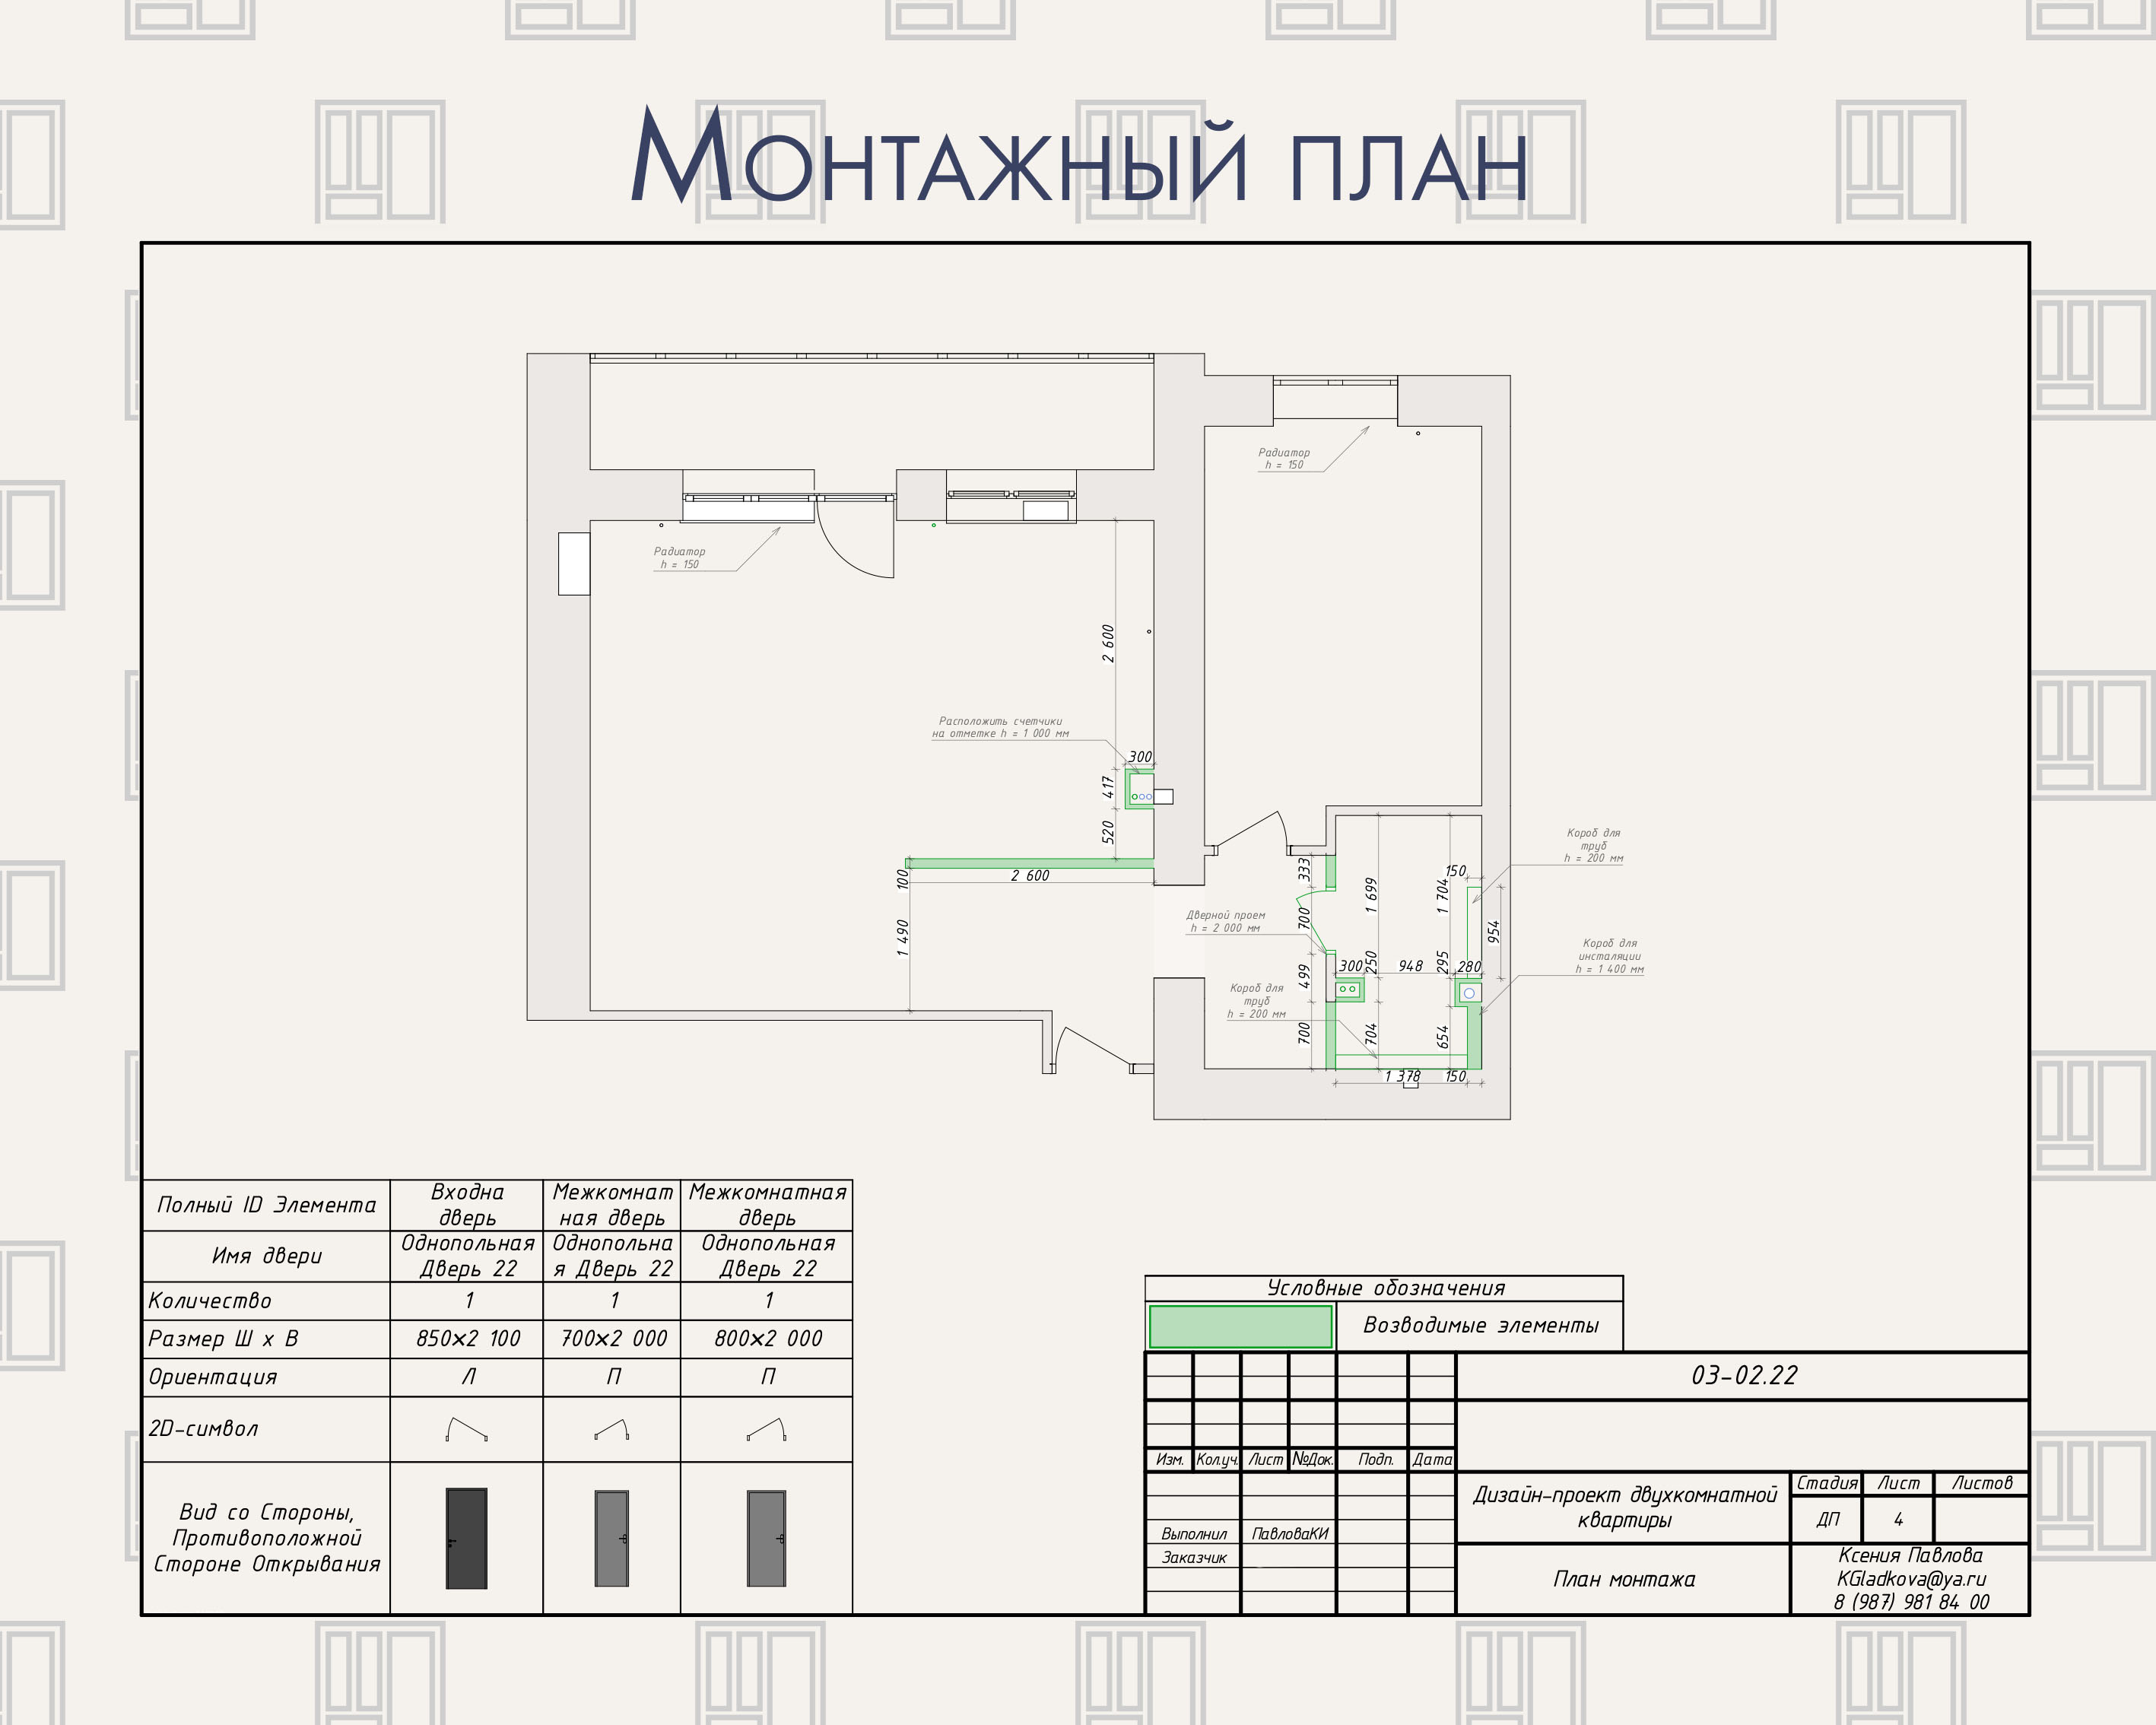 Монтажный план
Радиатор
h = 150
Радиатор
h = 150
2 600
Расположить счетчики
на отметке h = 1 000 мм
300
417
520
100
2 600
1 490
Короб для
труб
h = 200 мм
333
1 699
1 704
150
700
954
Дверной проем
h = 2 000 мм
Короб для
инсталяции
h = 1 400 мм
499
300
250
948
295
280
Короб для
труб
h = 200 мм
700
704
654
1 378
150
Полный ID Элемента
Входна
дверь
Межкомнат
ная дверь
Межкомнатная
дверь
Имя двери
Однопольная
Дверь 22
Однопольна
я Дверь 22
Однопольная
Дверь 22
Количество
1
1
1
Размер Ш х В
850×2 100
700×2 000
800×2 000
Ориентация
Л
П
П
2D-символ
Вид со Стороны,
Противоположной
Стороне Открывания
Условные обозначения
Возводимые элементы
03-02.22
Изм.
Кол.уч.
Лист
№Док.
Подп.
Дата
Дизайн-проект двухкомнатной
квартиры
Стадия
Лист
Листов
ДП
4
Выполнил
ПавловаКИ
Заказчик
План монтажа
Ксения Павлова
KGladkova@ya.ru
8 (987) 981 84 00